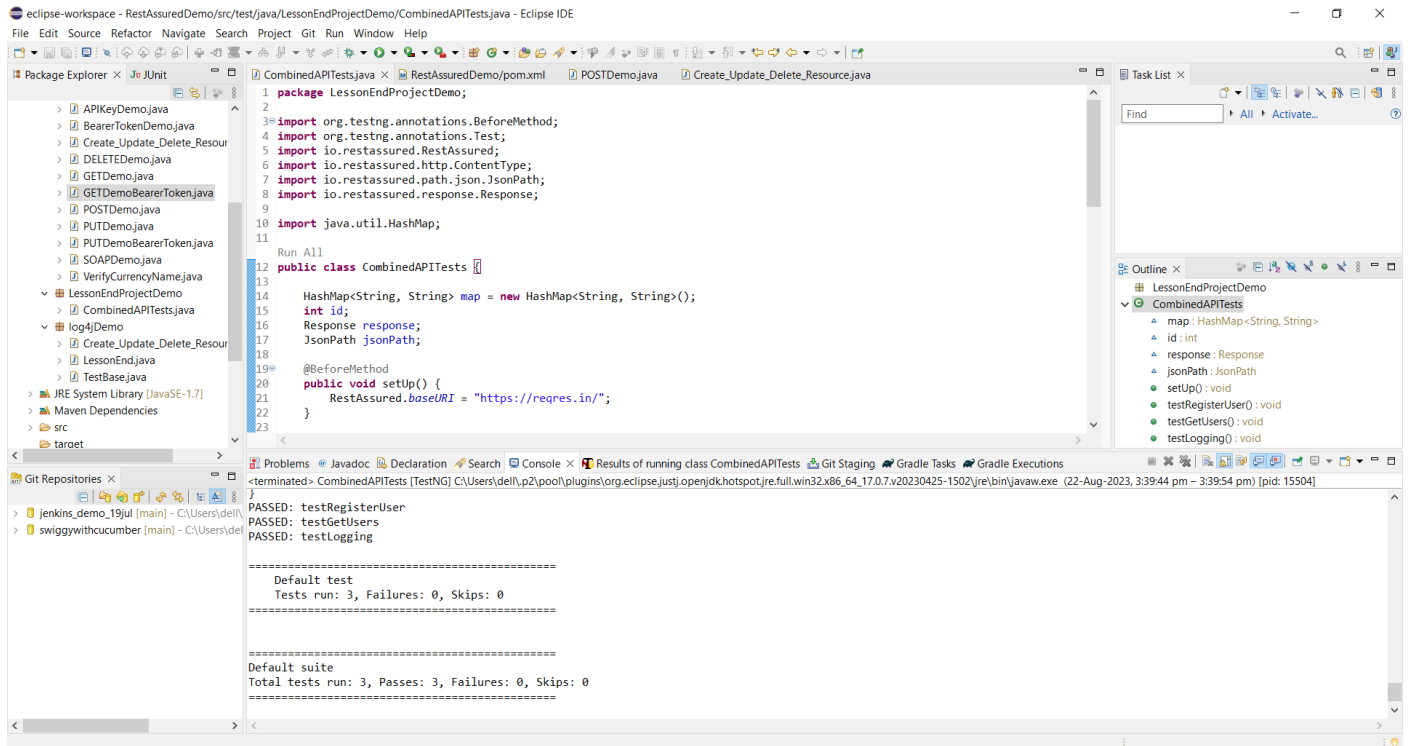 eclipse-workspace - RestAssuredDemo/src/test/java/LessonEndProjectDemo/CombinedAPITests.java - Eclipse IDE
File Edit Source Refactor Navigate Search Project Git Run Window Help
Package Explorer JUnit
APIKeyDemo.java
BearerTokenDemo.java
Create_Update_Delete_Resour
DELETEDemo.java
GETDemo.java
GETDemoBearerToken.java
POSTDemo.java
PUTDemo.java
PUTDemoBearerToken.java
SOAPDemo.java
VerifyCurrencyName.java
LessonEndProjectDemo
CombinedAPITests.java
log4jDemo
Create_Update_Delete_Resour
LessonEnd.java
TestBase.java
JRE System Library [JavaSE-1.7]
Maven Dependencies
src
target
Git Repositories
jenkins_demo_19jul [main] - C:\Users\dell\
swiggywithcucumber [main] - C:\Users\del
CombinedAPITests.java RestAssuredDemo/pom.xml POSTDemo.java Create_Update_Delete_Resource.java
1 package LessonEndProjectDemo;
2
3 import org.testng.annotations.BeforeMethod;
4 import org.testng.annotations.Test;
5 import io.restassured.RestAssured;
6 import io.restassured.http.ContentType;
7 import io.restassured.path.json.JsonPath;
8 import io.restassured.response.Response;
9
10 import java.util.HashMap;
11
Run All
12 public class CombinedAPITests {
13
14 HashMap<String, String> map = new HashMap<String, String>();
15 int id;
16 Response response;
17 JsonPath jsonPath;
18
19 @BeforeMethod
20 public void setUp() {
21 RestAssured.baseURI = "https://reqres.in/";
22 }
23
Task List
Find All Activate...
Outline
LessonEndProjectDemo
CombinedAPITests
map : HashMap<String, String>
id : int
response : Response
jsonPath : JsonPath
setUp() : void
testRegisterUser() : void
testGetUsers() : void
testLogging() : void
Problems Javadoc Declaration Search Console Results of running class CombinedAPITests Git Staging Gradle Tasks Gradle Executions
<terminated> CombinedAPITests [TestNG] C:\Users\dell\.p2\pool\plugins\org.eclipse.justj.openjdk.hotspot.jre.full.win32.x86_64_17.0.7.v20230425-1502\jre\bin\javaw.exe (22-Aug-2023, 3:39:44 pm – 3:39:54 pm) [pid: 15504]
}
PASSED: testRegisterUser
PASSED: testGetUsers
PASSED: testLogging
===============================================
Default test
Tests run: 3, Failures: 0, Skips: 0
===============================================
===============================================
Default suite
Total tests run: 3, Passes: 3, Failures: 0, Skips: 0
===============================================